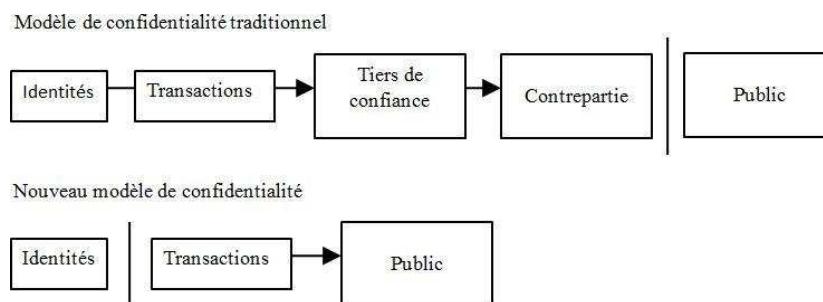 Modèle de confidentialité traditionnel
Identités
Transactions
Tiers de
confiance
Contrepartie
Public
Nouveau modèle de confidentialité
Identités
Transactions
Public